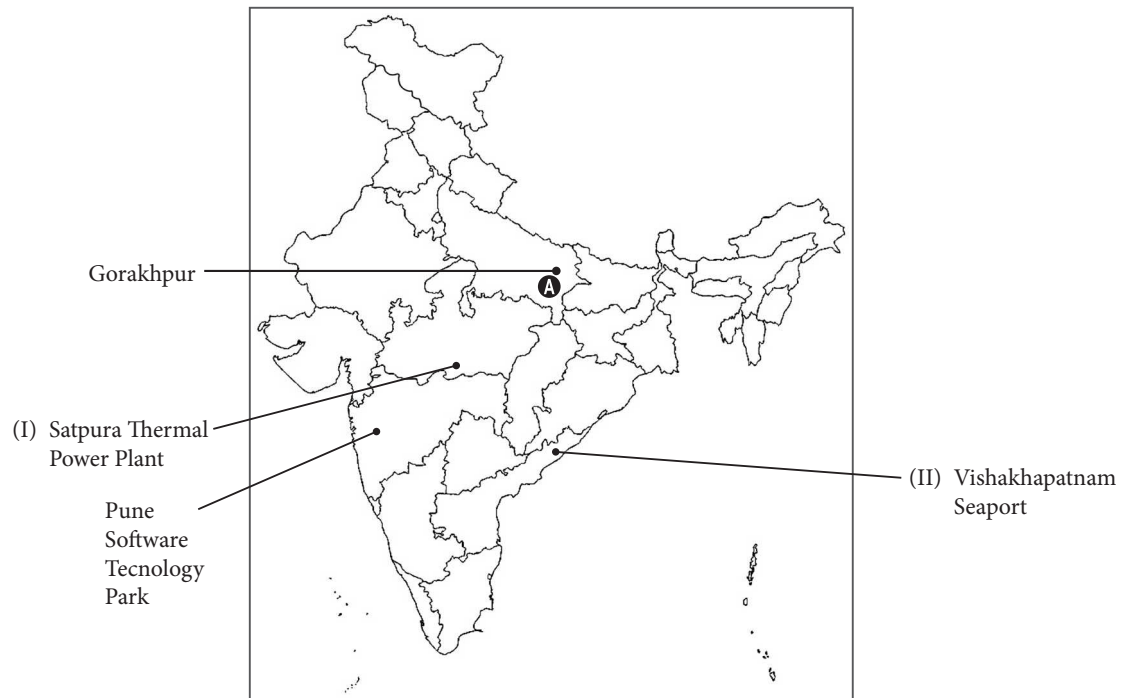 Gorakhpur
A
(I) Satpura Thermal
Power Plant
(II) Vishakhapatnam
Seaport
Pune
Software
Tecnology
Park